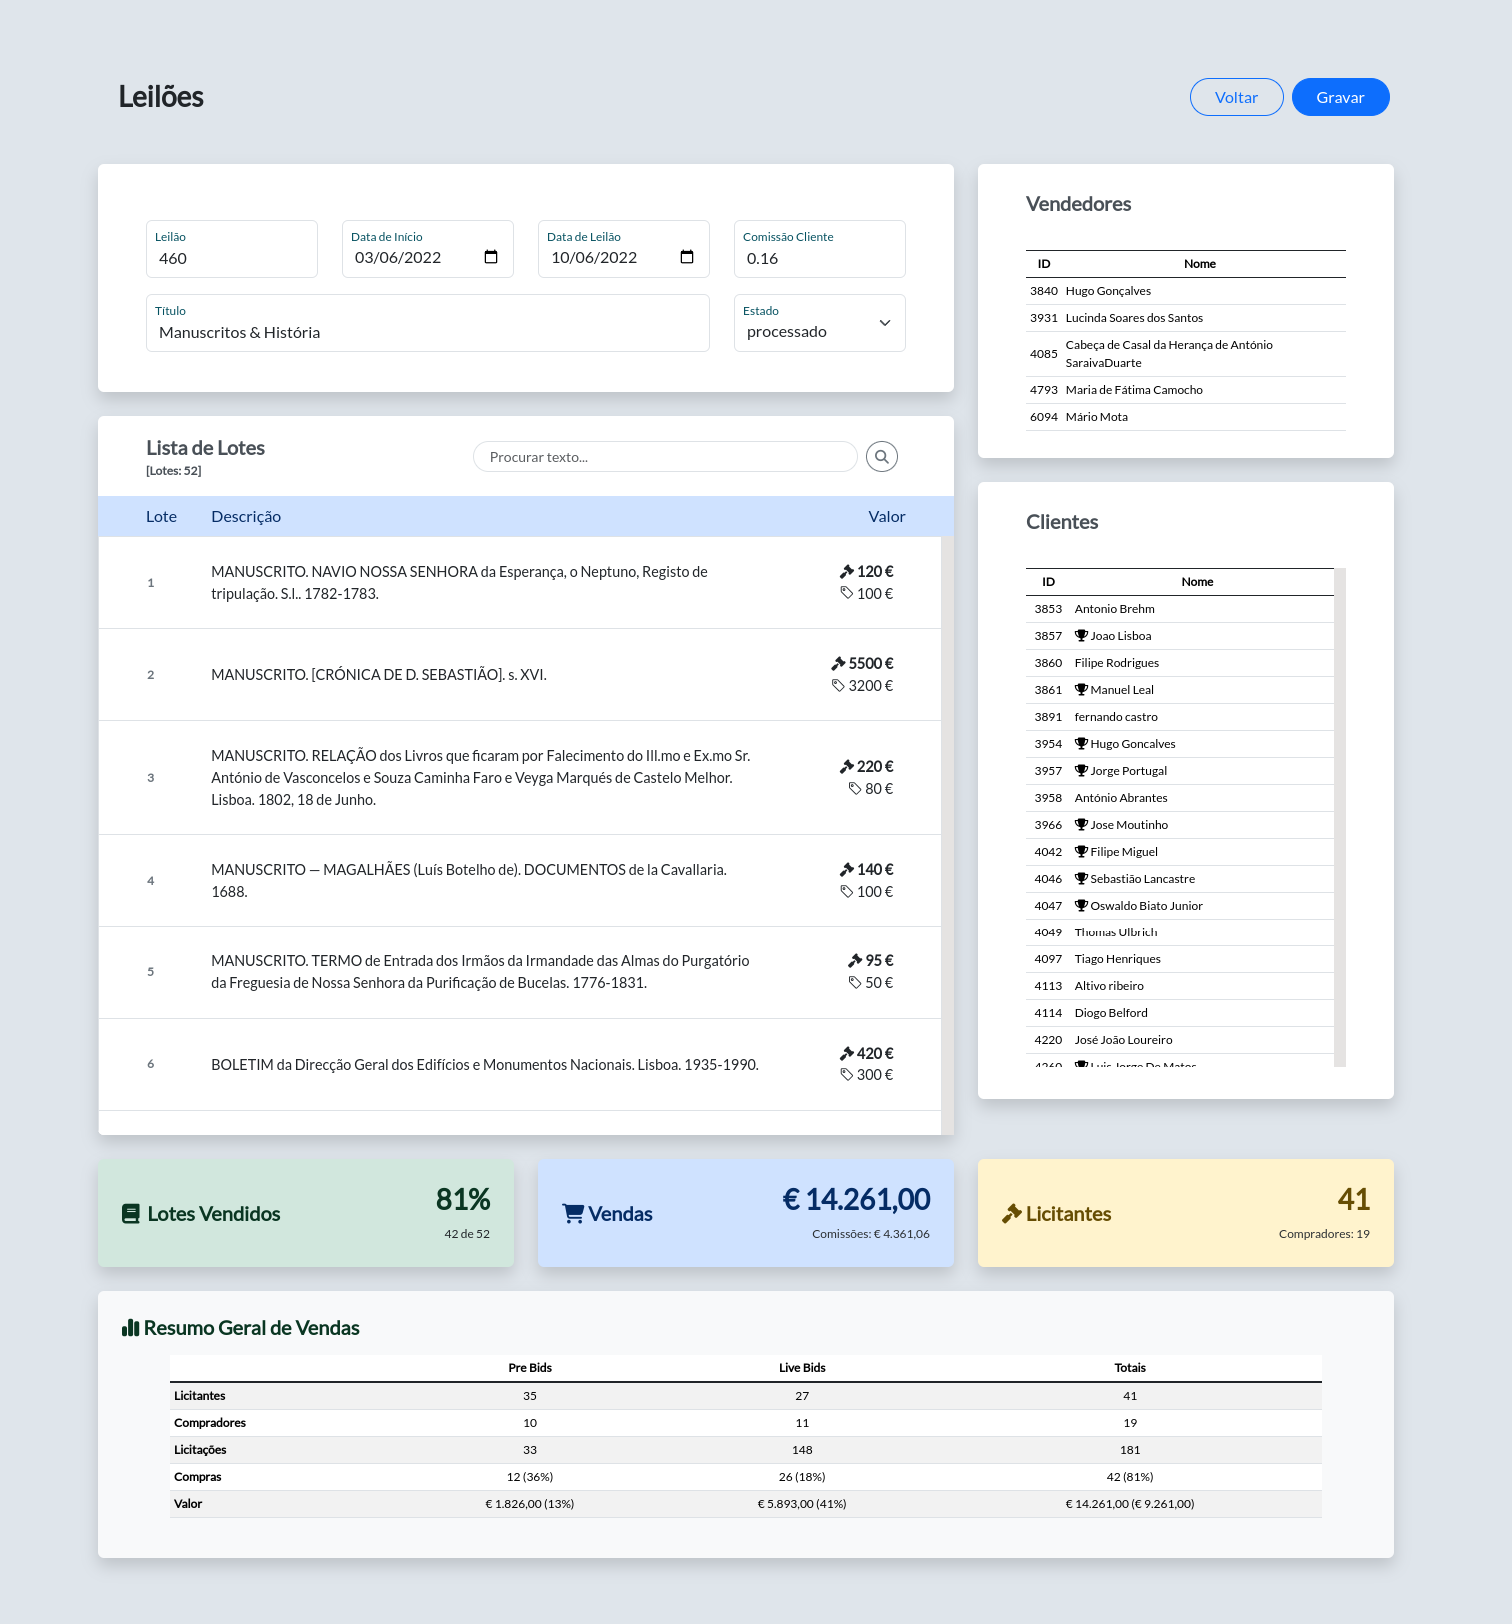 Leilões
Voltar
Gravar
Leilão
460
Data de Início
03/06/2022
Data de Leilão
10/06/2022
Comissão Cliente
0.16
Título
Manuscritos & História
Estado
processado
Vendedores
ID Nome
3840 Hugo Gonçalves
3931 Lucinda Soares dos Santos
4085 Cabeça de Casal da Herança de António
SaraivaDuarte
4793 Maria de Fátima Camocho
6094 Mário Mota
Lista de Lotes
[Lotes: 52]
Procurar texto...
Lote Descrição Valor
1
MANUSCRITO. NAVIO NOSSA SENHORA da Esperança, o Neptuno, Registo de
tripulação. S.l.. 1782-1783.
120 €
100 €
2
MANUSCRITO. [CRÓNICA DE D. SEBASTIÃO]. s. XVI.
5500 €
3200 €
3
MANUSCRITO. RELAÇÃO dos Livros que ficaram por Falecimento do Ill.mo e Ex.mo Sr.
António de Vasconcelos e Souza Caminha Faro e Veyga Marqués de Castelo Melhor.
Lisboa. 1802, 18 de Junho.
220 €
80 €
4
MANUSCRITO — MAGALHÃES (Luís Botelho de). DOCUMENTOS de la Cavallaria.
1688.
140 €
100 €
5
MANUSCRITO. TERMO de Entrada dos Irmãos da Irmandade das Almas do Purgatório
da Freguesia de Nossa Senhora da Purificação de Bucelas. 1776-1831.
95 €
50 €
6
BOLETIM da Direcção Geral dos Edifícios e Monumentos Nacionais. Lisboa. 1935-1990.
420 €
300 €
Clientes
ID Nome
3853 Antonio Brehm
3857 Joao Lisboa
3860 Filipe Rodrigues
3861 Manuel Leal
3891 fernando castro
3954 Hugo Goncalves
3957 Jorge Portugal
3958 António Abrantes
3966 Jose Moutinho
4042 Filipe Miguel
4046 Sebastião Lancastre
4047 Oswaldo Biato Junior
4049 Thomas Ulbrich
4097 Tiago Henriques
4113 Altivo ribeiro
4114 Diogo Belford
4220 José João Loureiro
4260 Luis Jorge De Matos
Lotes Vendidos
81%
42 de 52
Vendas
€ 14.261,00
Comissões: € 4.361,06
Licitantes
41
Compradores: 19
Resumo Geral de Vendas
Pre Bids Live Bids Totais
Licitantes 35 27 41
Compradores 10 11 19
Licitações 33 148 181
Compras 12 (36%) 26 (18%) 42 (81%)
Valor € 1.826,00 (13%) € 5.893,00 (41%) € 14.261,00 (€ 9.261,00)